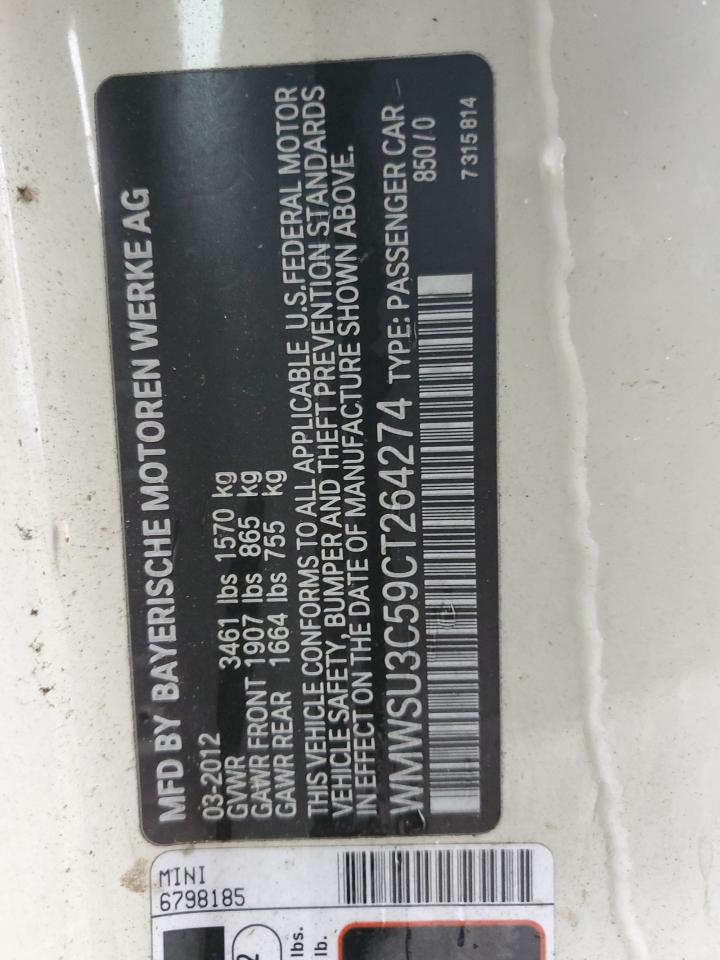 MFD BY BAYERISCHE MOTOREN WERKE AG
03-2012
GVWR 3461 lbs 1570 kg
GAWR FRONT 1907 lbs 865 kg
GAWR REAR 1664 lbs 755 kg
THIS VEHICLE CONFORMS TO ALL APPLICABLE U.S.FEDERAL MOTOR
VEHICLE SAFETY, BUMPER AND THEFT PREVENTION STANDARDS
IN EFFECT ON THE DATE OF MANUFACTURE SHOWN ABOVE.
WMWSU3C59CT264274 TYPE: PASSENGER CAR
850/0
7 315 814
MINI
6798185
2
lbs.
lb.